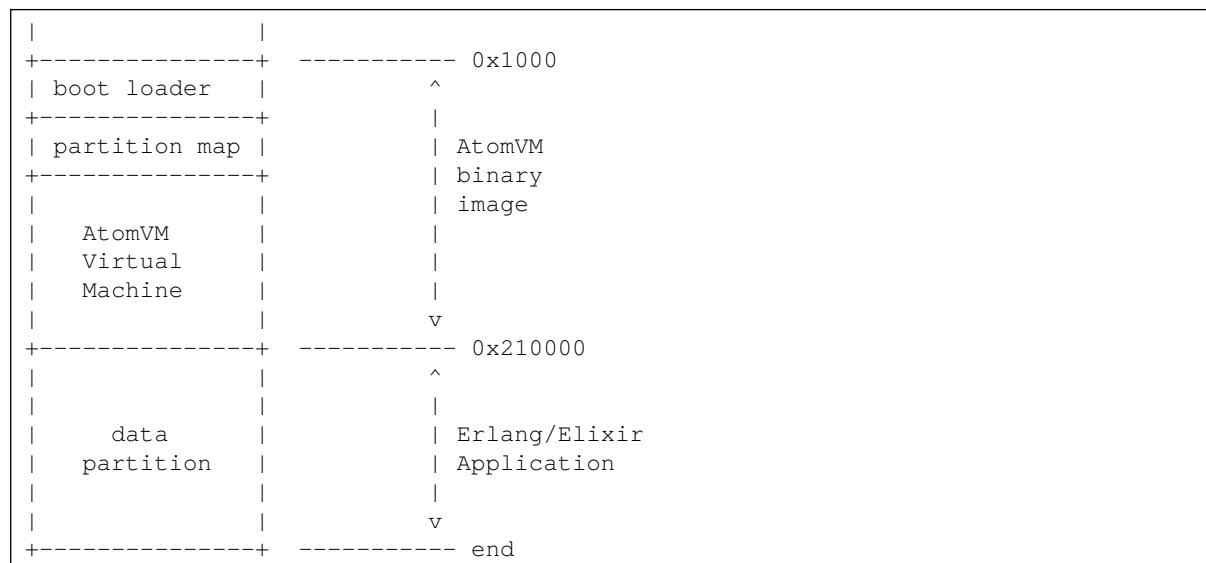 |               |
+---------------+  ----------- 0x1000
| boot loader   |           ^
+---------------+           |
| partition map |           | AtomVM
+---------------+           | binary
|               |           | image
|   AtomVM      |           |
|   Virtual     |           |
|   Machine     |           |
|               |           v
+---------------+  ----------- 0x210000
|               |           ^
|               |           |
|     data      |           | Erlang/Elixir
|   partition   |           | Application
|               |           |
|               |           v
+---------------+  ----------- end